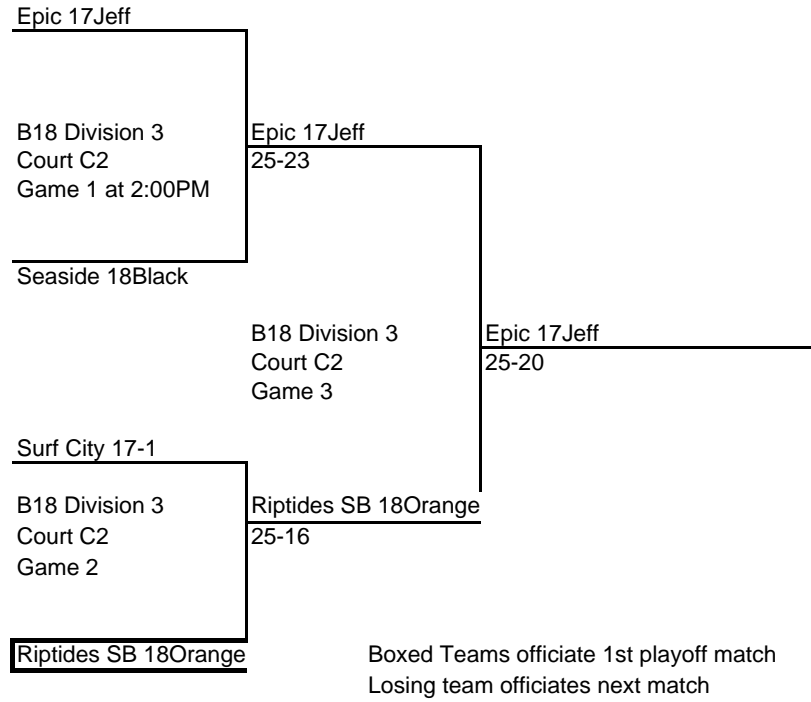 Epic 17Jeff
B18 Division 3
Court C2
Game 1 at 2:00PM
Epic 17Jeff
25-23
Seaside 18Black
B18 Division 3
Court C2
Game 3
Epic 17Jeff
25-20
Surf City 17-1
B18 Division 3
Court C2
Game 2
Riptides SB 18Orange
25-16
Riptides SB 18Orange
Boxed Teams officiate 1st playoff match
Losing team officiates next match